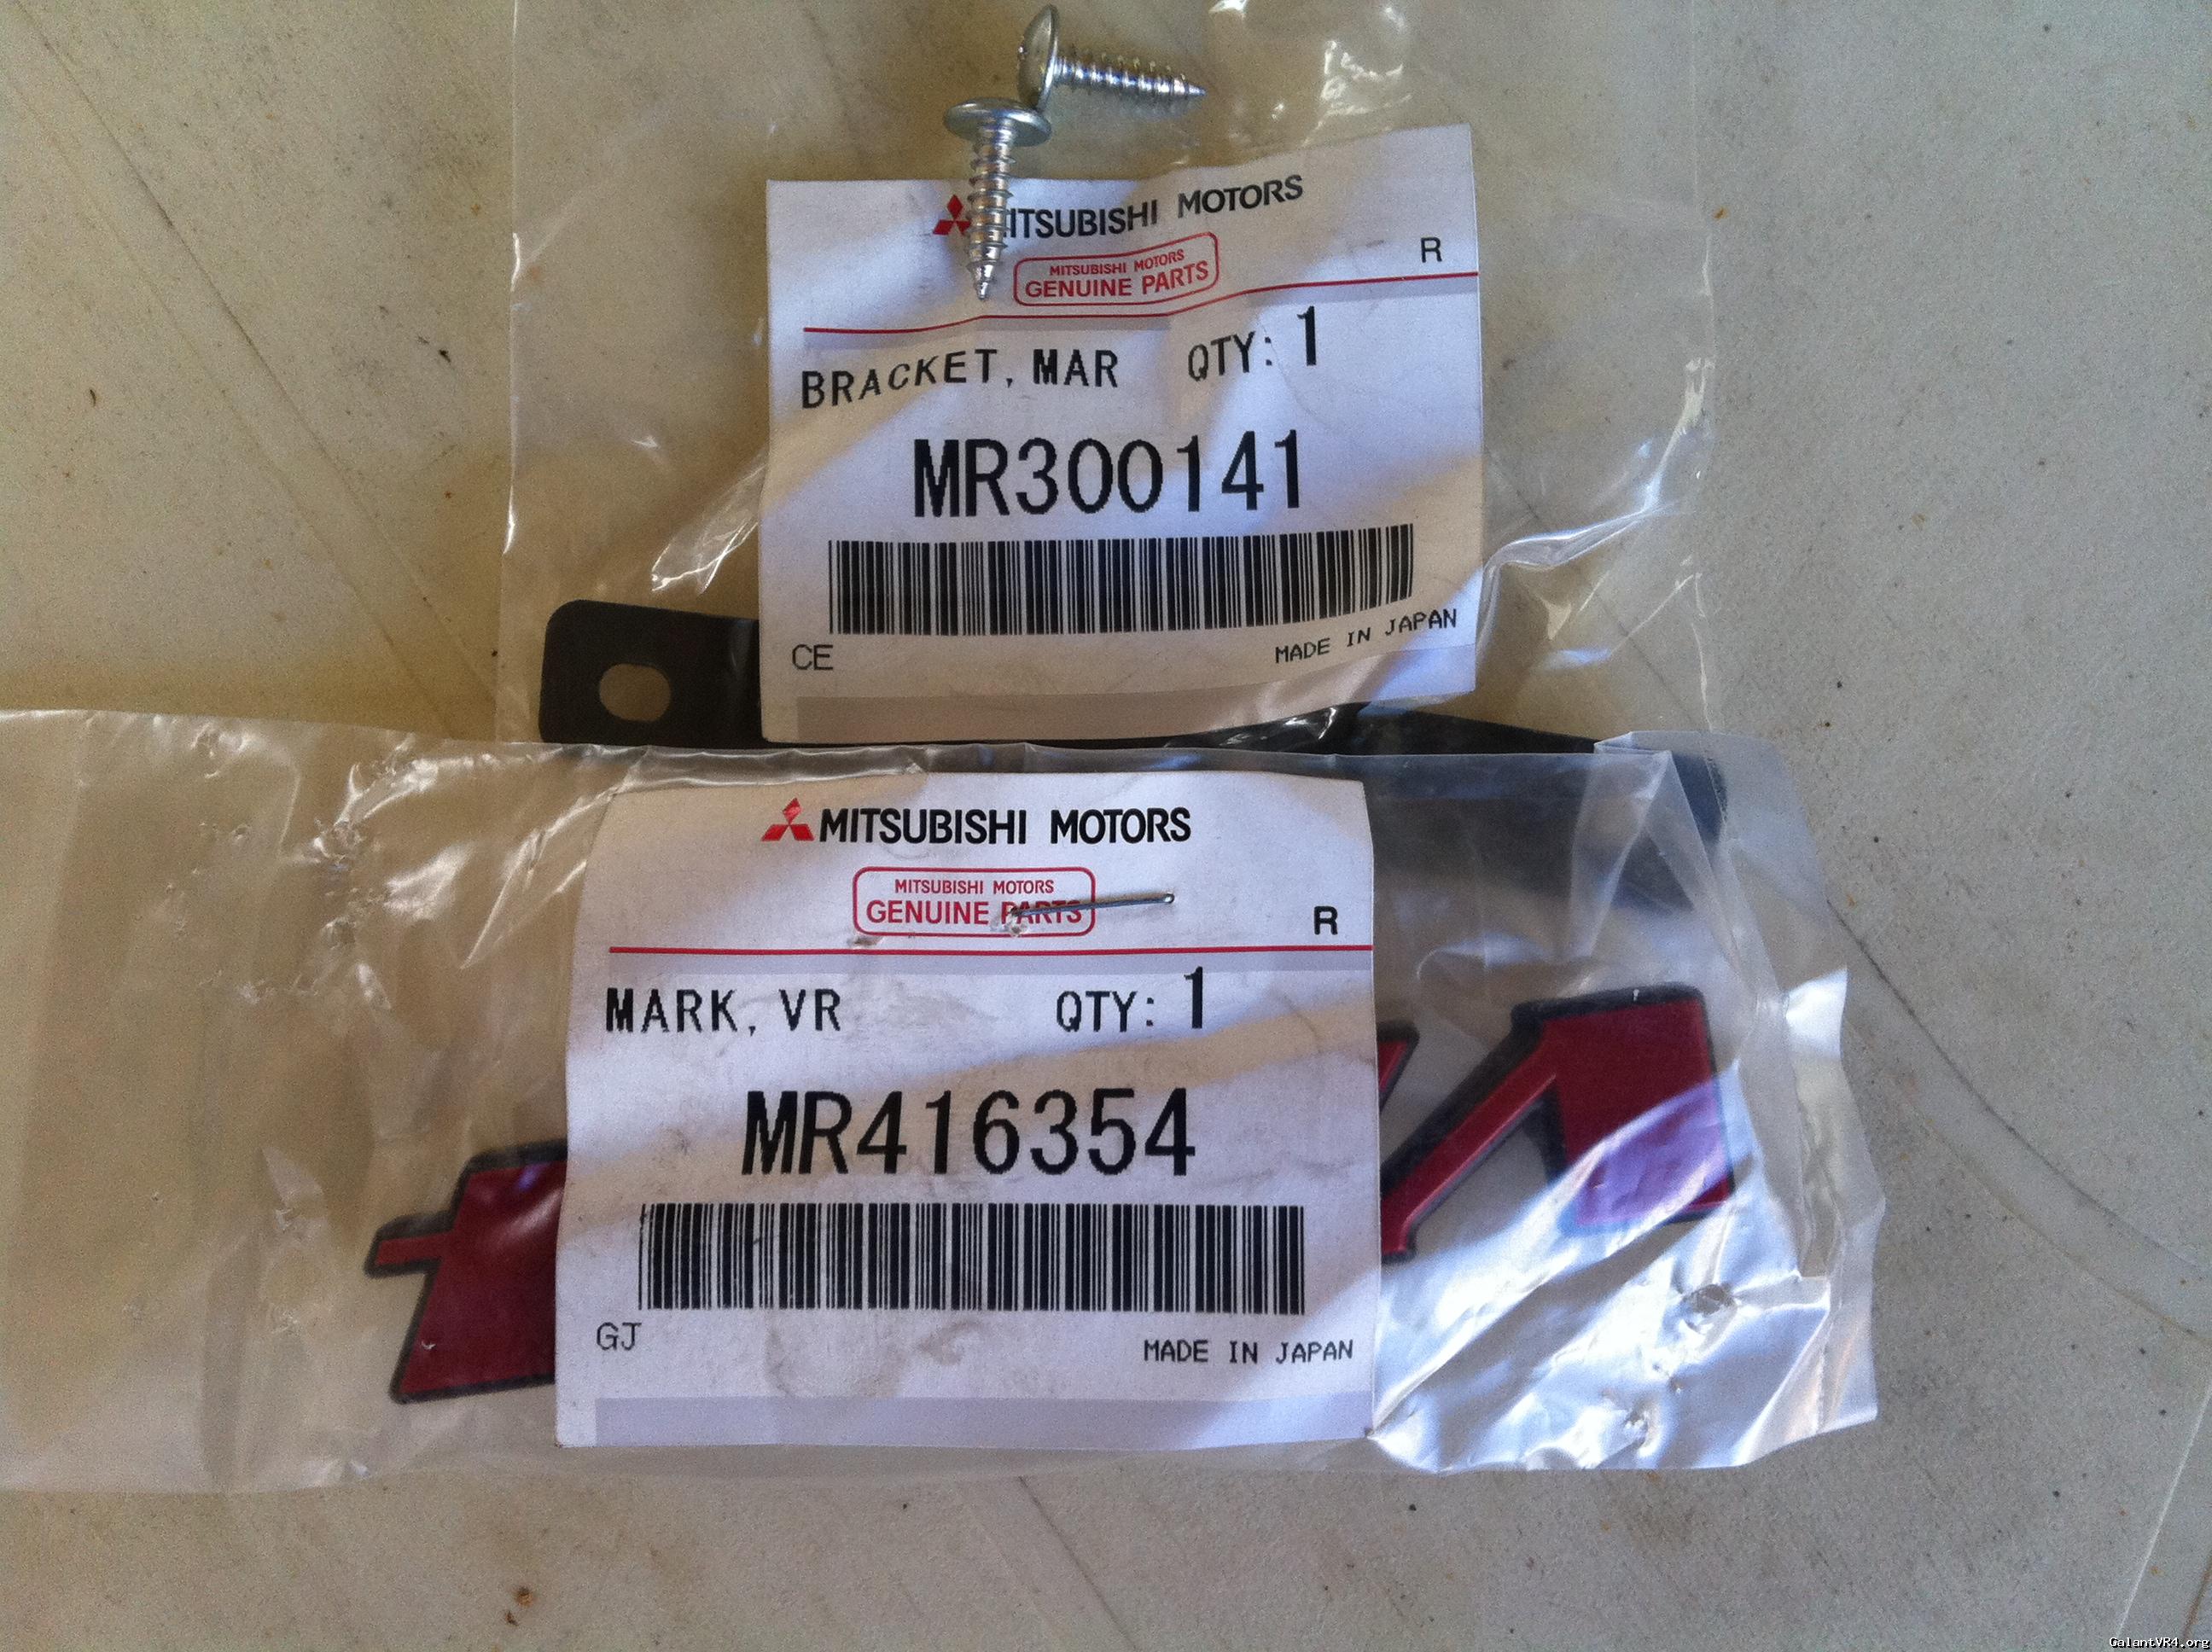 MITSUBISHI MOTORS
MITSUBISHI MOTORS
GENUINE PARTS
R
BRACKET, MAR QTY: 1
MR300141
CE
MADE IN JAPAN
MITSUBISHI MOTORS
MITSUBISHI MOTORS
GENUINE PARTS
R
MARK, VR QTY: 1
MR416354
GJ
MADE IN JAPAN
GalantVR4.org